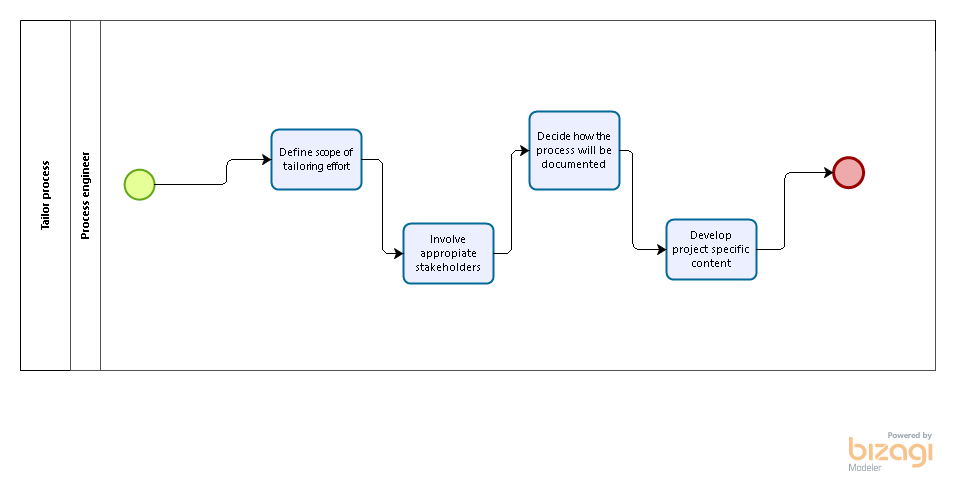 Tailor process
Process engineer
Define scope of
tailoring effort
Involve
appropiate
stakeholders
Decide how the
process will be
documented
Develop
project specific
content
Powered by
bizagi
Modeler